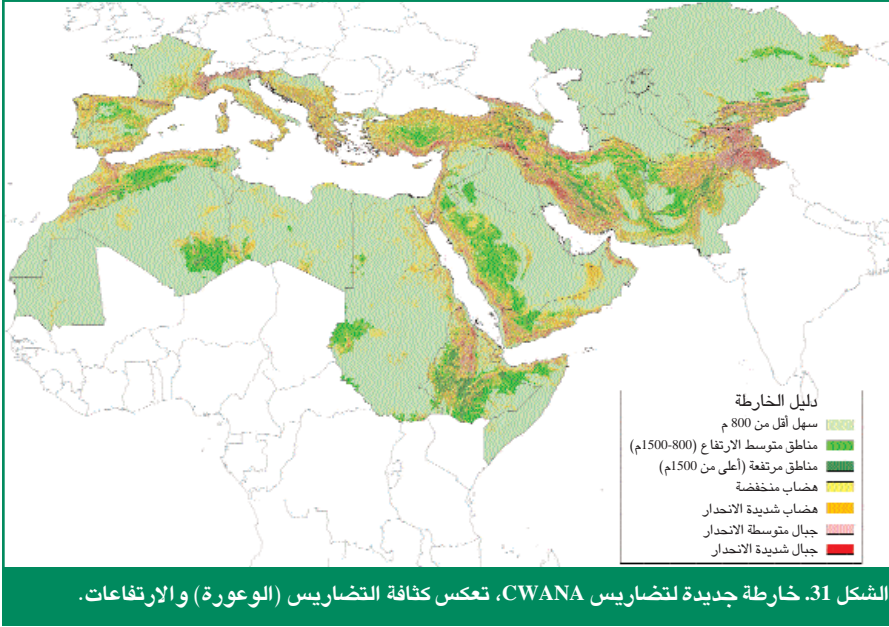 دليل الخارطة
سهل أقل من 800 م
مناطق متوسط الارتفاع (800-1500م)
مناطق مرتفعة (أعلى من 1500م)
هضاب منخفضة
هضاب شديدة الانحدار
جبال متوسطة الانحدار
جبال شديدة الانحدار
الشكل 31. خارطة جديدة لتضاريس CWANA، تعكس كثافة التضاريس (الوعورة) والارتفاعات.